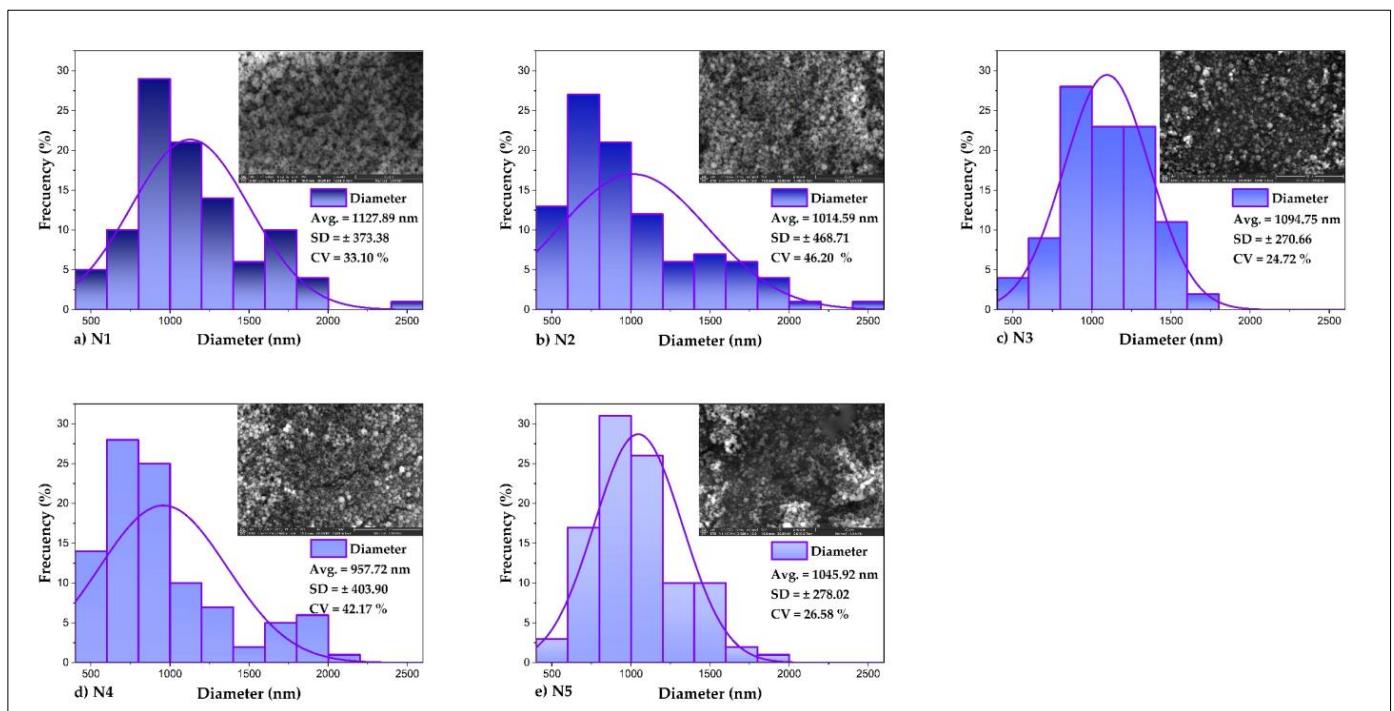 30
25
20
15
10
5
0
Frecuency (%)
500 1000 1500 2000 2500
Diameter
Avg. = 1127.89 nm
SD = ± 373.38
CV = 33.10 %
a) N1
Diameter (nm)
30
25
20
15
10
5
0
Frecuency (%)
500 1000 1500 2000 2500
Diameter
Avg. = 1014.59 nm
SD = ± 468.71
CV = 46.20 %
b) N2
Diameter (nm)
30
25
20
15
10
5
0
Frecuency (%)
500 1000 1500 2000 2500
Diameter
Avg. = 1094.75 nm
SD = ± 270.66
CV = 24.72 %
c) N3
Diameter (nm)
30
25
20
15
10
5
0
Frecuency (%)
500 1000 1500 2000 2500
Diameter
Avg. = 957.72 nm
SD = ± 403.90
CV = 42.17 %
d) N4
Diameter (nm)
30
25
20
15
10
5
0
Frecuency (%)
500 1000 1500 2000 2500
Diameter
Avg. = 1045.92 nm
SD = ± 278.02
CV = 26.58 %
e) N5
Diameter (nm)